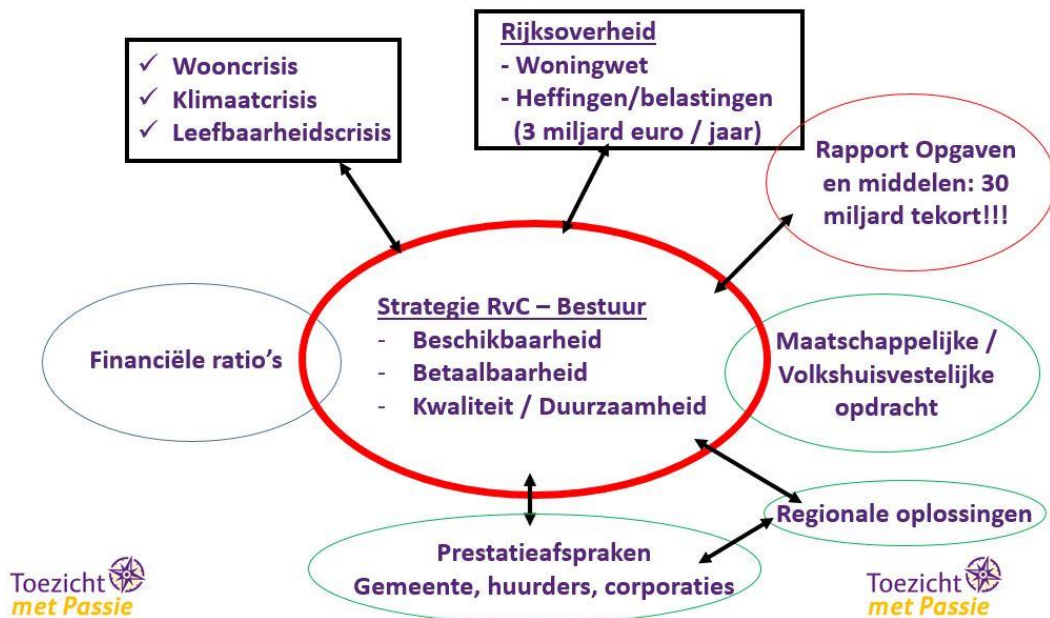 ✓ Wooncrisis
✓ Klimaatcrisis
✓ Leefbaarheidscrisis
Rijksoverheid
- Woningwet
- Heffingen/belastingen
(3 miljard euro / jaar)
Rapport Opgaven
en middelen: 30
miljard tekort!!!
Strategie RvC – Bestuur
- Beschikbaarheid
- Betaalbaarheid
- Kwaliteit / Duurzaamheid
Financiële ratio’s
Maatschappelijke /
Volkshuisvestelijke
opdracht
Regionale oplossingen
Prestatieafspraken
Gemeente, huurders, corporaties
Toezicht
met Passie
Toezicht
met Passie